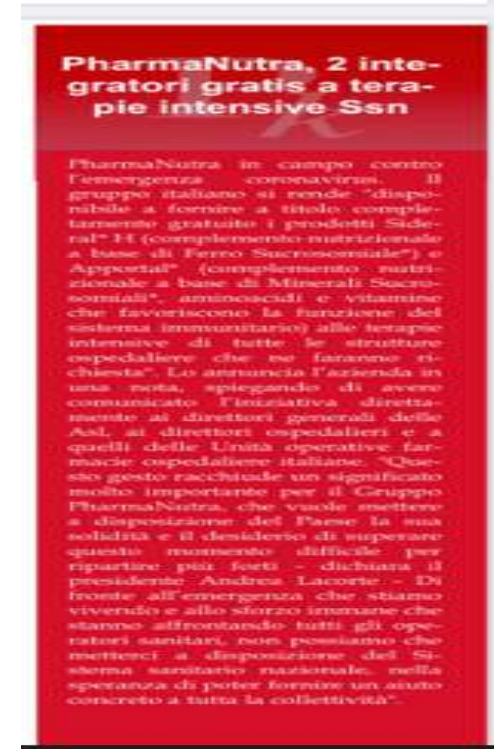 PharmaNutra, 2 inte-
gratori gratis a tera-
pie intensive Ssn
PharmaNutra in campo contro
l'emergenza coronavirus. Il
gruppo italiano si rende "dispo-
nibile a fornire a titolo comple-
tamente gratuito i prodotti Side-
ral® H (complemento nutrizionale
a base di Ferro Sucrosomiale®) e
Apportal® (complemento nutri-
zionale a base di Minerali Sucro-
somiali®, aminoacidi e vitamine
che favoriscono la funzione del
sistema immunitario) alle terapie
intensive di tutte le strutture
ospedaliere che ne faranno ri-
chiesta". Lo annuncia l'azienda in
una nota, spiegando di avere
comunicato l'iniziativa diretta-
mente ai direttori generali delle
Asl, ai direttori ospedalieri e a
quelli delle Unità operative far-
macie ospedaliere italiane. "Que-
sto gesto racchiude un significato
molto importante per il Gruppo
PharmaNutra, che vuole mettere
a disposizione del Paese la sua
solidità e il desiderio di superare
questo momento difficile per
ripartire più forti - dichiara il
presidente Andrea Lacorte - Di
fronte all'emergenza che stiamo
vivendo e allo sforzo immane che
stanno affrontando tutti gli ope-
ratori sanitari, non possiamo che
metterci a disposizione del Si-
stema sanitario nazionale, nella
speranza di poter fornire un aiuto
concreto a tutta la collettività".